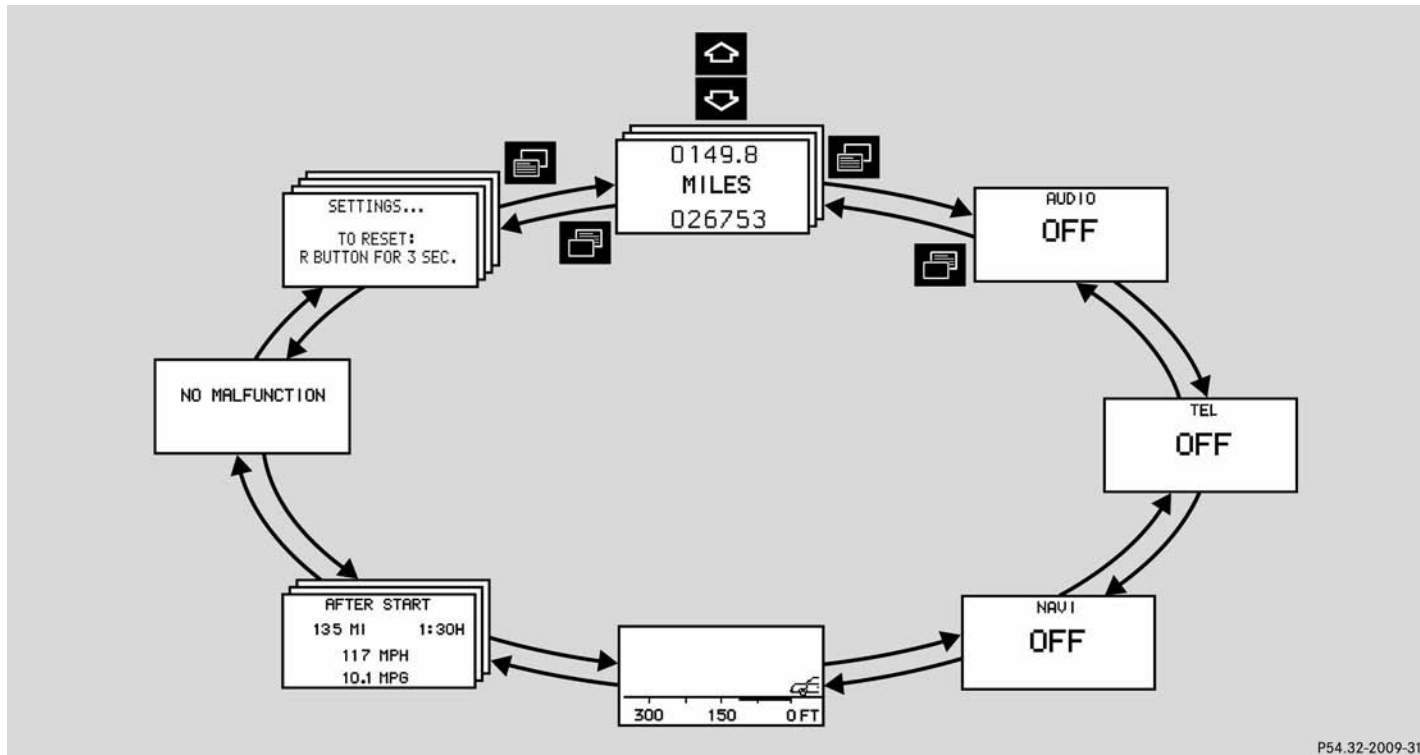 0149.8
MILES
026753
AUDIO
OFF
TEL
OFF
NAVI
OFF
300 150 0 FT
AFTER START
135 MI 1:30H
117 MPH
10.1 MPG
NO MALFUNCTION
SETTINGS...
TO RESET:
R BUTTON FOR 3 SEC.
P54.32-2009-31